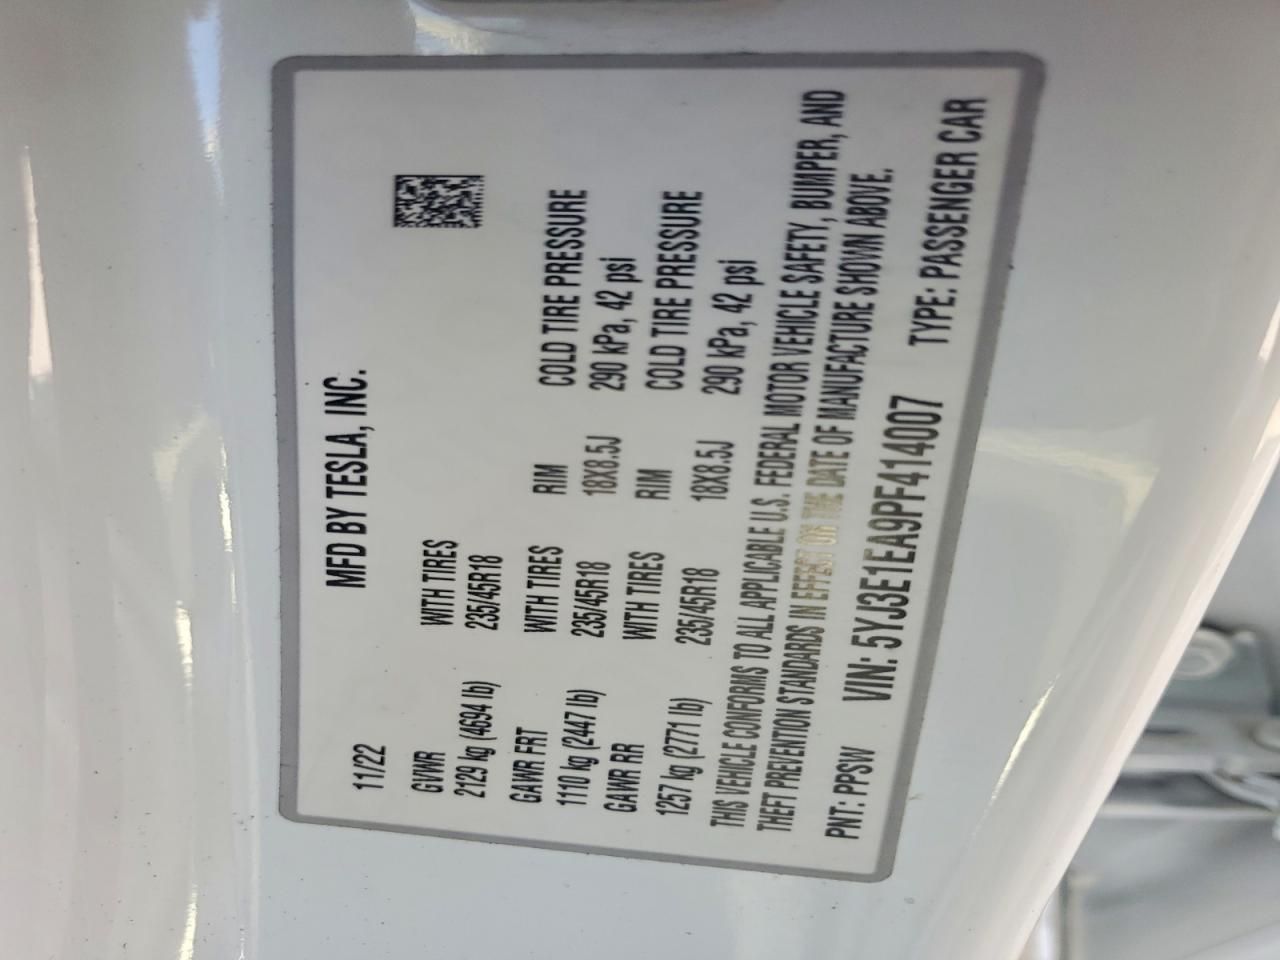 MFD BY TESLA, INC.
11/22
GVWR WITH TIRES
2129 kg (4694 lb) 235/45R18
GAWR FRT WITH TIRES RIM COLD TIRE PRESSURE
1110 kg (2447 lb) 235/45R18 18X8.5J 290 kPa, 42 psi
GAWR RR WITH TIRES RIM COLD TIRE PRESSURE
1257 kg (2771 lb) 235/45R18 18X8.5J 290 kPa, 42 psi
THIS VEHICLE CONFORMS TO ALL APPLICABLE U.S. FEDERAL MOTOR VEHICLE SAFETY, BUMPER, AND
THEFT PREVENTION STANDARDS IN EFFECT ON THE DATE OF MANUFACTURE SHOWN ABOVE.
PNT: PPSW VIN: 5YJ3E1EA9PF414007 TYPE: PASSENGER CAR